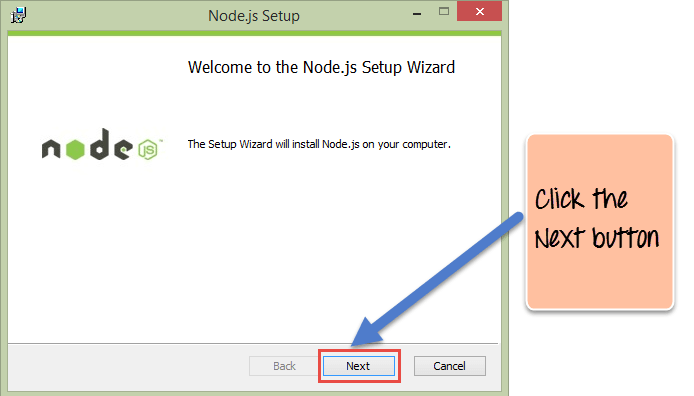 Node.js Setup
Welcome to the Node.js Setup Wizard
node JS™
The Setup Wizard will install Node.js on your computer.
Click the
Next button
Back
Next
Cancel